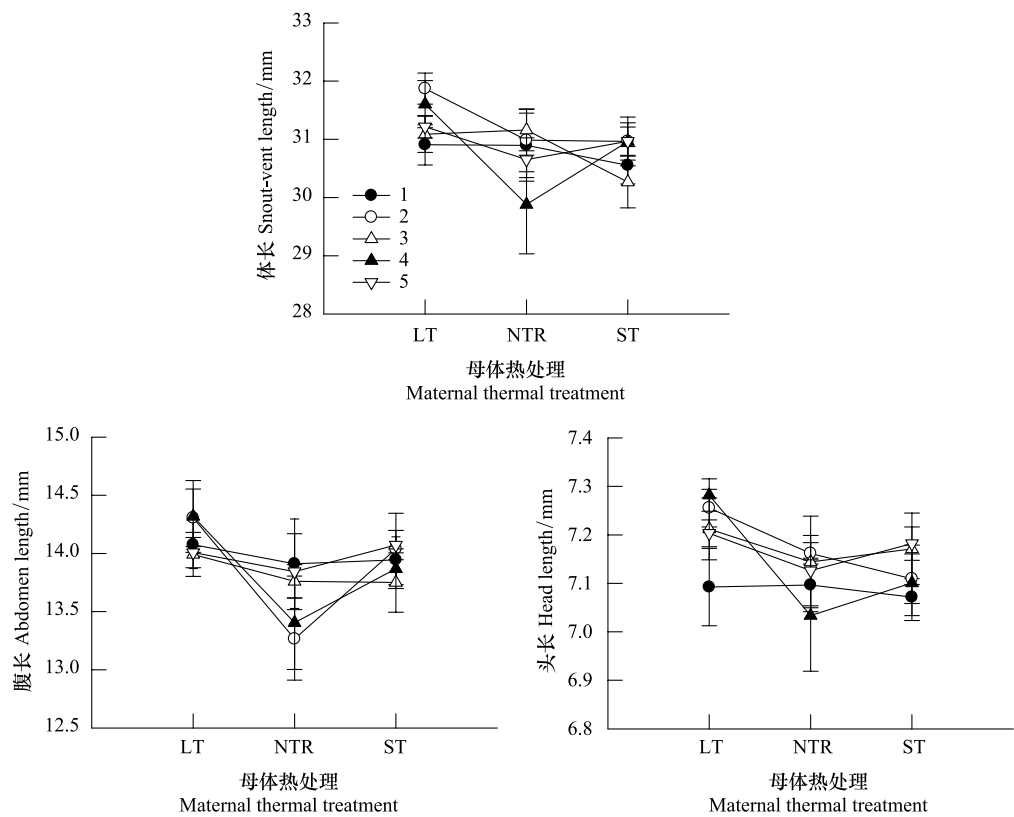 33
32
31
30
29
28
体长 Snout-vent length/mm
1
2
3
4
5
LT NTR ST
母体热处理
Maternal thermal treatment
15.0
14.5
14.0
13.5
13.0
12.5
腹长 Abdomen length/mm
LT NTR ST
母体热处理
Maternal thermal treatment
7.4
7.3
7.2
7.1
7.0
6.9
6.8
头长 Head length/mm
LT NTR ST
母体热处理
Maternal thermal treatment